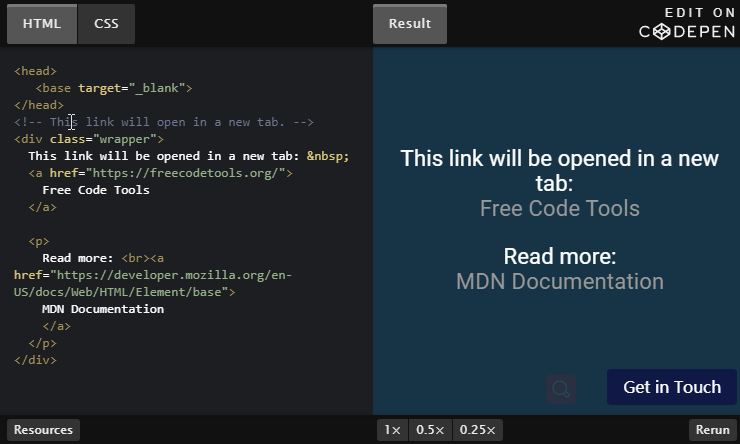 HTML
CSS
Result
EDIT ON
CODEPEN
<head>
<base target="_blank">
</head>
<!-- This link will open in a new tab. -->
<div class="wrapper">
This link will be opened in a new tab: &nbsp;
<a href="https://freecodetools.org/">
Free Code Tools
</a>
<p>
Read more: <br><a
href="https://developer.mozilla.org/en-
US/docs/Web/HTML/Element/base">
MDN Documentation
</a>
</p>
</div>
This link will be opened in a new
tab:
Free Code Tools
Read more:
MDN Documentation
Get in Touch
Resources
1×
0.5×
0.25×
Rerun